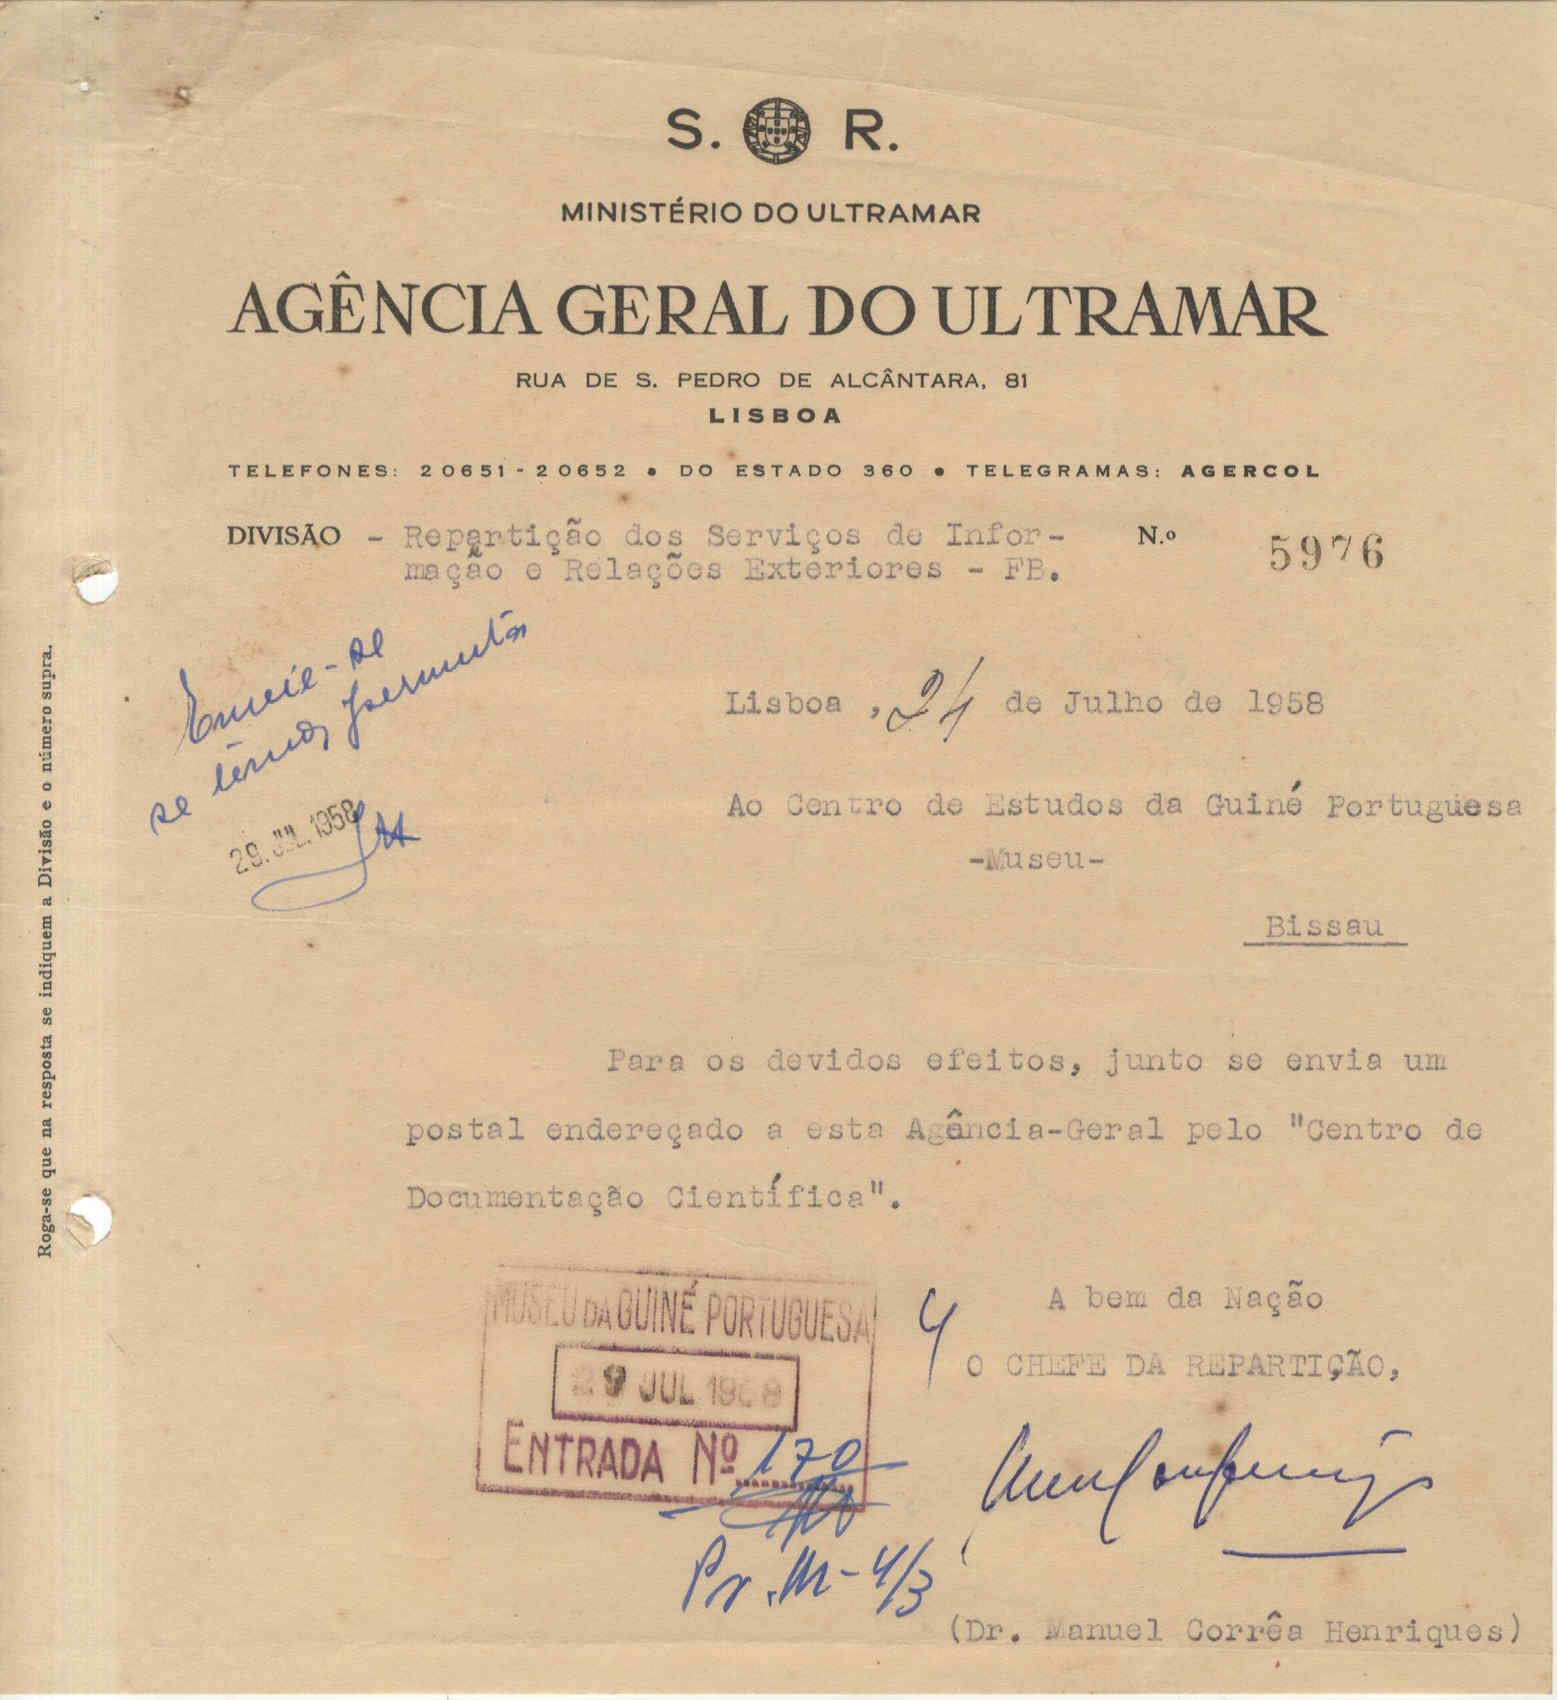 S. R.
MINISTÉRIO DO ULTRAMAR
AGÊNCIA GERAL DO ULTRAMAR
RUA DE S. PEDRO DE ALCÂNTARA, 81
LISBOA
TELEFONES: 20651-20652 • DO ESTADO 360 • TELEGRAMAS: AGERCOL
DIVISÃO - Repartição dos Serviços de Infor- N.º 5976
mação e Relações Exteriores - FB.
Envie-se
se permuta
29. JUL. 1958
Lisboa , 24 de Julho de 1958
Ao Centro de Estudos da Guiné Portuguesa
-Museu-
Bissau
Roga-se que na resposta se indiquem a Divisão e o número supra.
Para os devidos efeitos, junto se envia um
postal endereçado a esta Agência-Geral pelo "Centro de
Documentação Científica".
A bem da Nação
O CHEFE DA REPARTIÇÃO,
MUSEU DA GUINÉ PORTUGUESA
29 JUL 1958
ENTRADA Nº 170
Pr. M-4/3
(Dr. Manuel Corrêa Henriques)